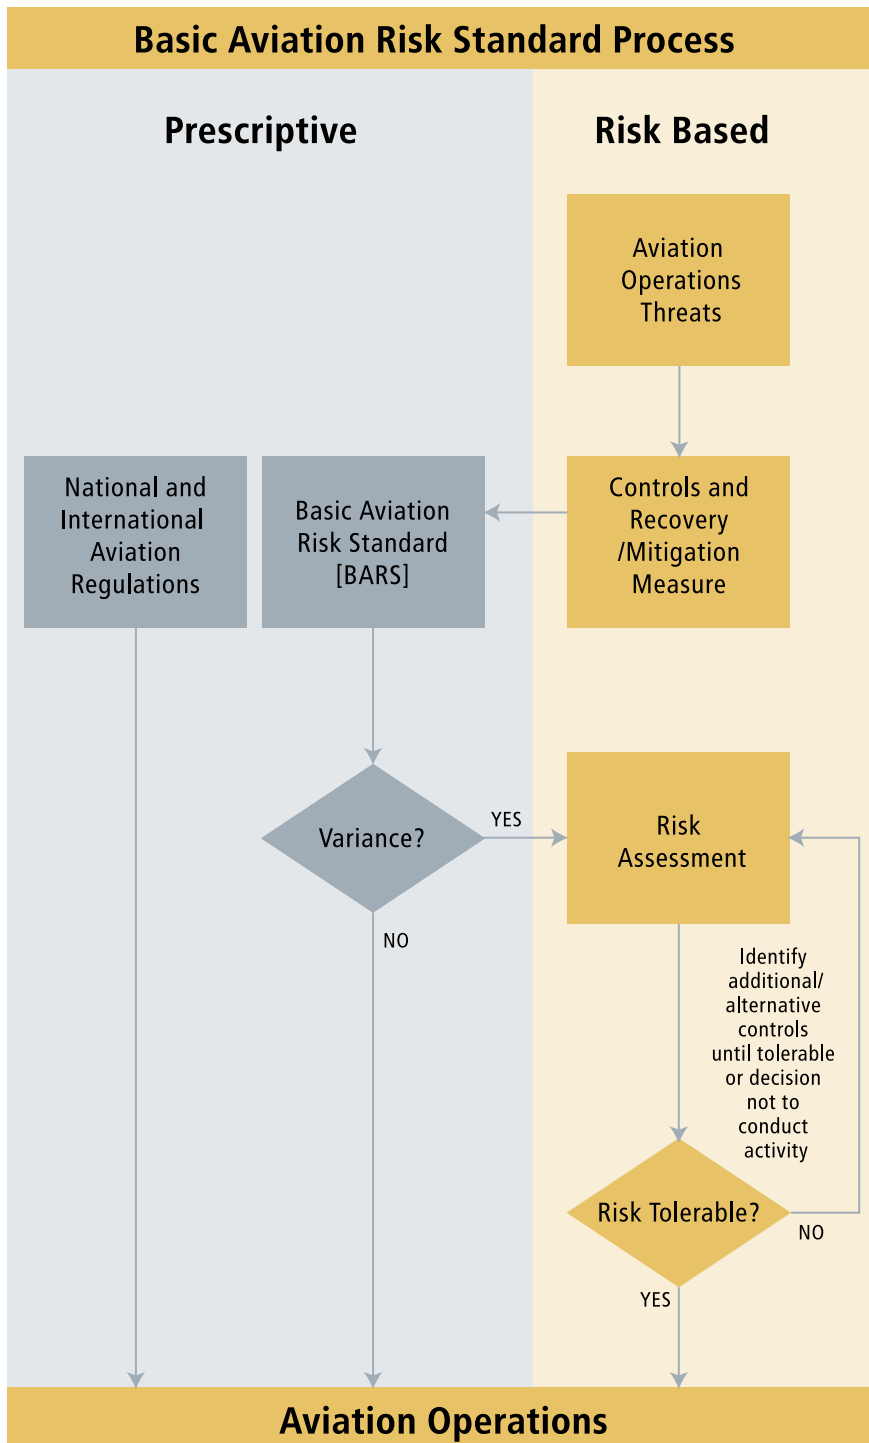 Basic Aviation Risk Standard Process
Prescriptive
Risk Based
Aviation
Operations
Threats
National and
International
Aviation
Regulations
Basic Aviation
Risk Standard
[BARS]
Controls and
Recovery
/Mitigation
Measure
Variance?
YES
NO
Risk
Assessment
Identify
additional/
alternative
controls
until tolerable
or decision
not to
conduct
activity
Risk Tolerable?
NO
YES
Aviation Operations